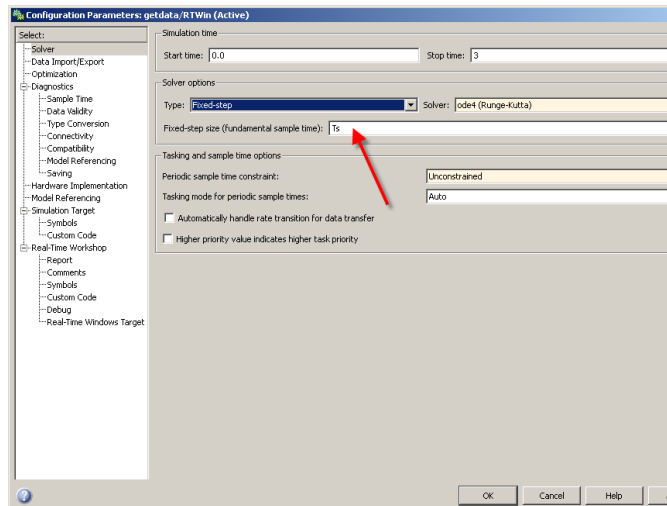 Configuration Parameters: getdata/RTWin (Active)
Select:
Solver
Data Import/Export
Optimization
Diagnostics
Sample Time
Data Validity
Type Conversion
Connectivity
Compatibility
Model Referencing
Saving
Hardware Implementation
Model Referencing
Simulation Target
Symbols
Custom Code
Real-Time Workshop
Report
Comments
Symbols
Custom Code
Debug
Real-Time Windows Target
Simulation time
Start time: 0.0 Stop time: 3
Solver options
Type: Fixed-step Solver: ode4 (Runge-Kutta)
Fixed-step size (fundamental sample time): Ts
Tasking and sample time options
Periodic sample time constraint: Unconstrained
Tasking mode for periodic sample times: Auto
Automatically handle rate transition for data transfer
Higher priority value indicates higher task priority
OK Cancel Help